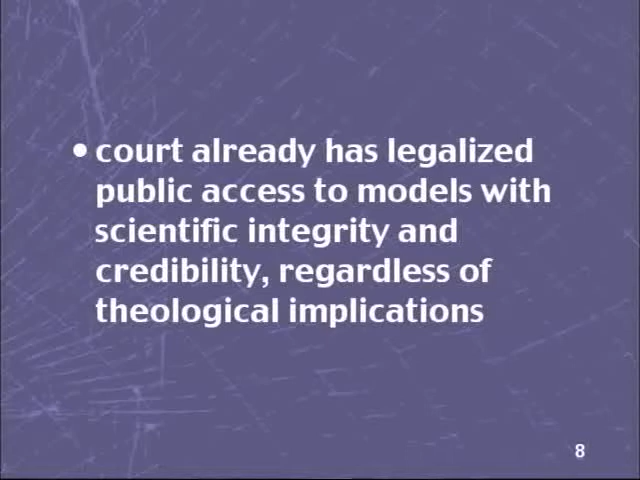 • court already has legalized
public access to models with
scientific integrity and
credibility, regardless of
theological implications
8